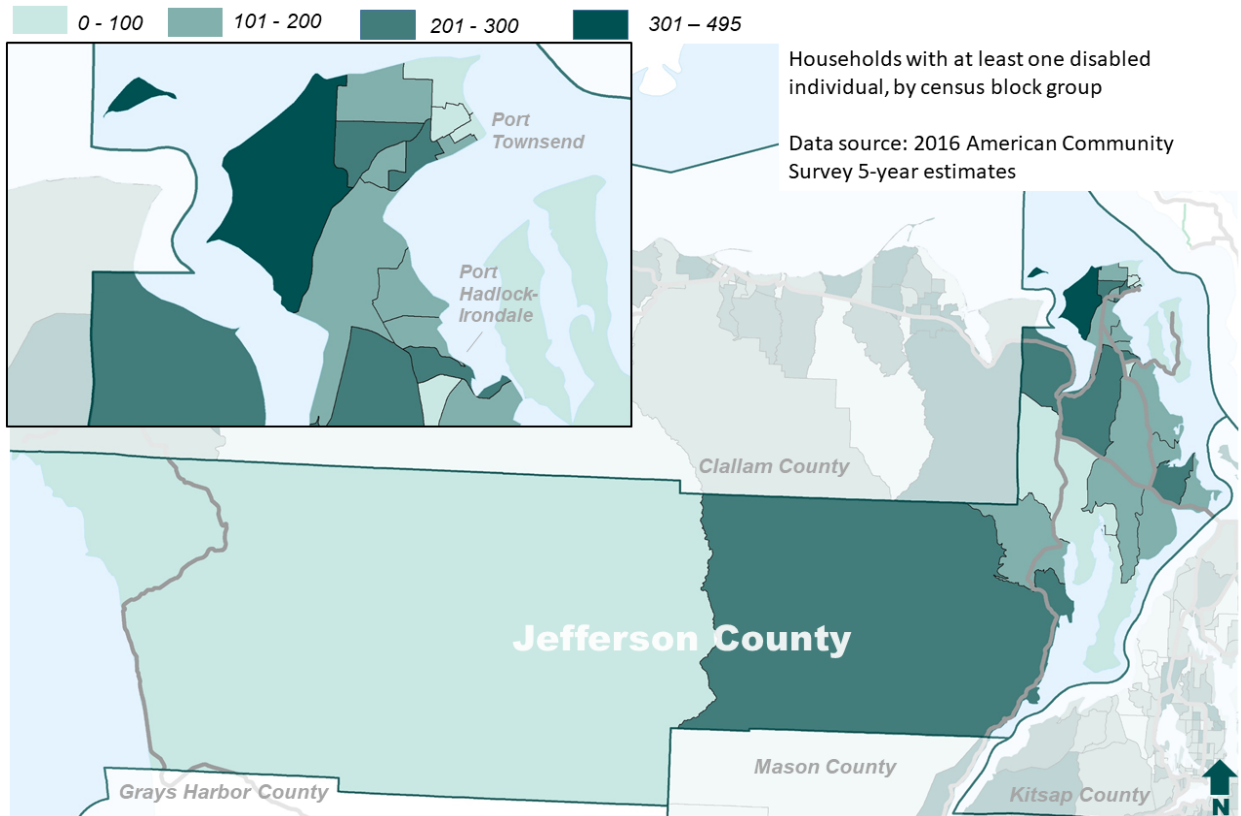 0 - 100
101 - 200
201 - 300
301 – 495
Households with at least one disabled
individual, by census block group
Data source: 2016 American Community
Survey 5-year estimates
Port
Townsend
Port
Hadlock-
Irondale
Clallam County
Jefferson County
Mason County
Grays Harbor County
Kitsap County
N